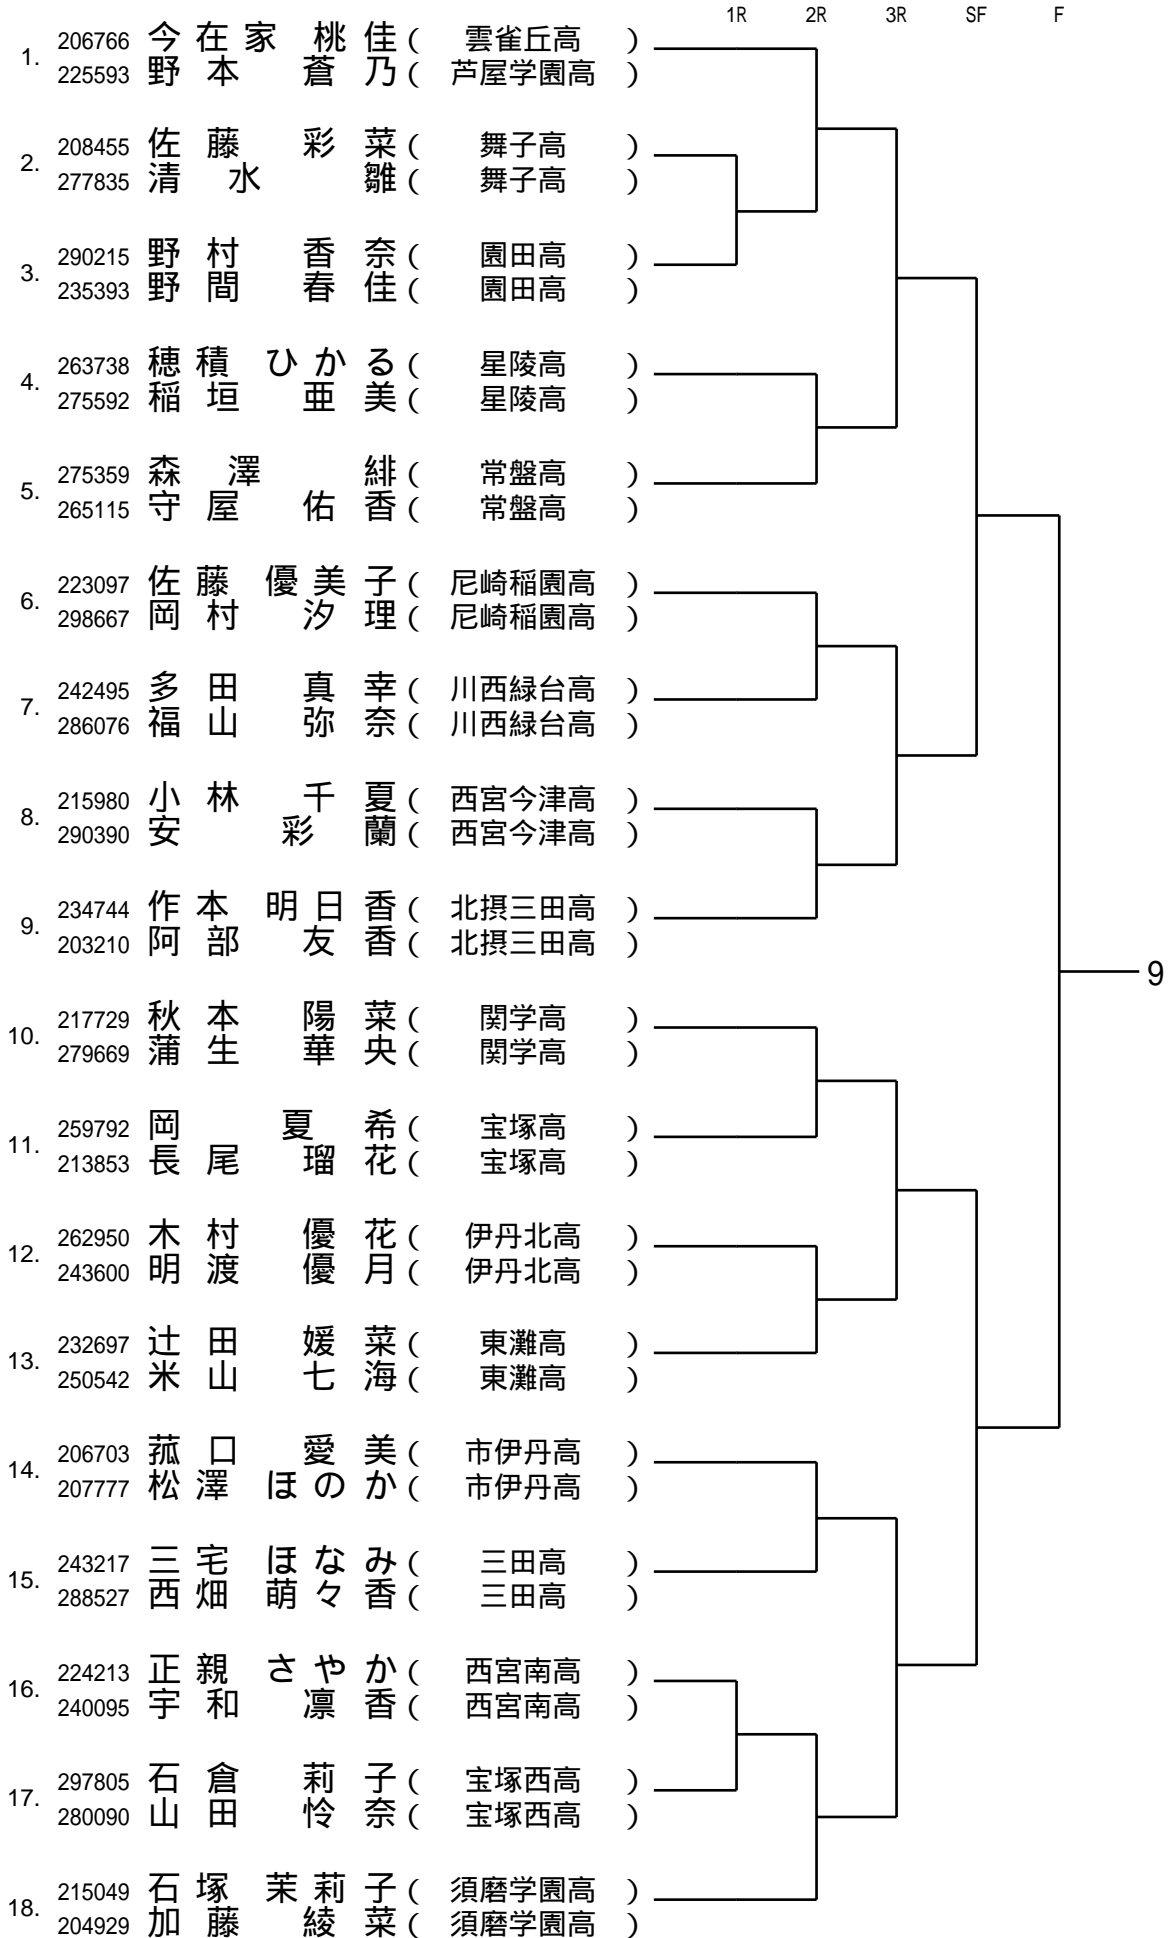 1R 2R 3R SF F
1. 206766 今在家 桃佳 ( 雲雀丘高 )
225593 野本 蒼乃 ( 芦屋学園高 )
2. 208455 佐藤 彩菜 ( 舞子高 )
277835 清水 雛 ( 舞子高 )
3. 290215 野村 香奈 ( 園田高 )
235393 野間 春佳 ( 園田高 )
4. 263738 穂積 ひかる ( 星陵高 )
275592 稲垣 亜美 ( 星陵高 )
5. 275359 森澤 緋 ( 常盤高 )
265115 守屋 佑香 ( 常盤高 )
6. 223097 佐藤 優美子 ( 尼崎稲園高 )
298667 岡村 汐理 ( 尼崎稲園高 )
7. 242495 多田 真幸 ( 川西緑台高 )
286076 福山 弥奈 ( 川西緑台高 )
8. 215980 小林 千夏 ( 西宮今津高 )
290390 安 彩蘭 ( 西宮今津高 )
9. 234744 作本 明日香 ( 北摂三田高 )
203210 阿部 友香 ( 北摂三田高 )
9
10. 217729 秋本 陽菜 ( 関学高 )
279669 蒲生 華央 ( 関学高 )
11. 259792 岡 夏希 ( 宝塚高 )
213853 長尾 瑠花 ( 宝塚高 )
12. 262950 木村 優花 ( 伊丹北高 )
243600 明渡 優月 ( 伊丹北高 )
13. 232697 辻田 媛菜 ( 東灘高 )
250542 米山 七海 ( 東灘高 )
14. 206703 菰口 愛美 ( 市伊丹高 )
207777 松澤 ほのか ( 市伊丹高 )
15. 243217 三宅 ほなみ ( 三田高 )
288527 西畑 萌々香 ( 三田高 )
16. 224213 正親 さやか ( 西宮南高 )
240095 宇和 凛香 ( 西宮南高 )
17. 297805 石倉 莉子 ( 宝塚西高 )
280090 山田 怜奈 ( 宝塚西高 )
18. 215049 石塚 茉莉子 ( 須磨学園高 )
204929 加藤 綾菜 ( 須磨学園高 )